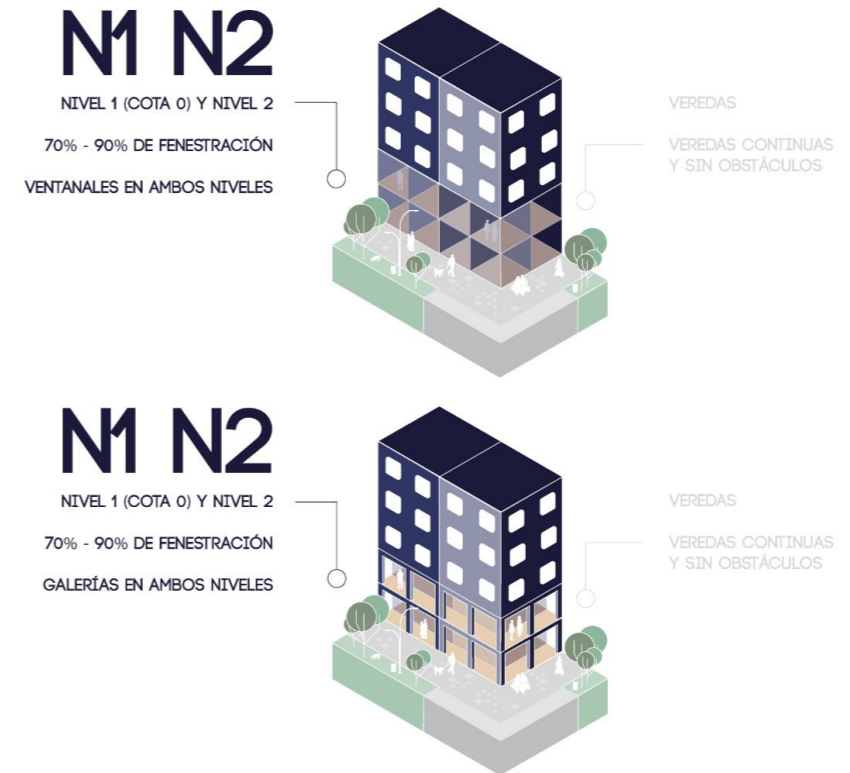 N1 N2
NIVEL 1 (COTA 0) Y NIVEL 2
70% - 90% DE FENESTRACIÓN
VENTANALES EN AMBOS NIVELES
VEREDAS
VEREDAS CONTINUAS
Y SIN OBSTÁCULOS
N1 N2
NIVEL 1 (COTA 0) Y NIVEL 2
70% - 90% DE FENESTRACIÓN
GALERÍAS EN AMBOS NIVELES
VEREDAS
VEREDAS CONTINUAS
Y SIN OBSTÁCULOS